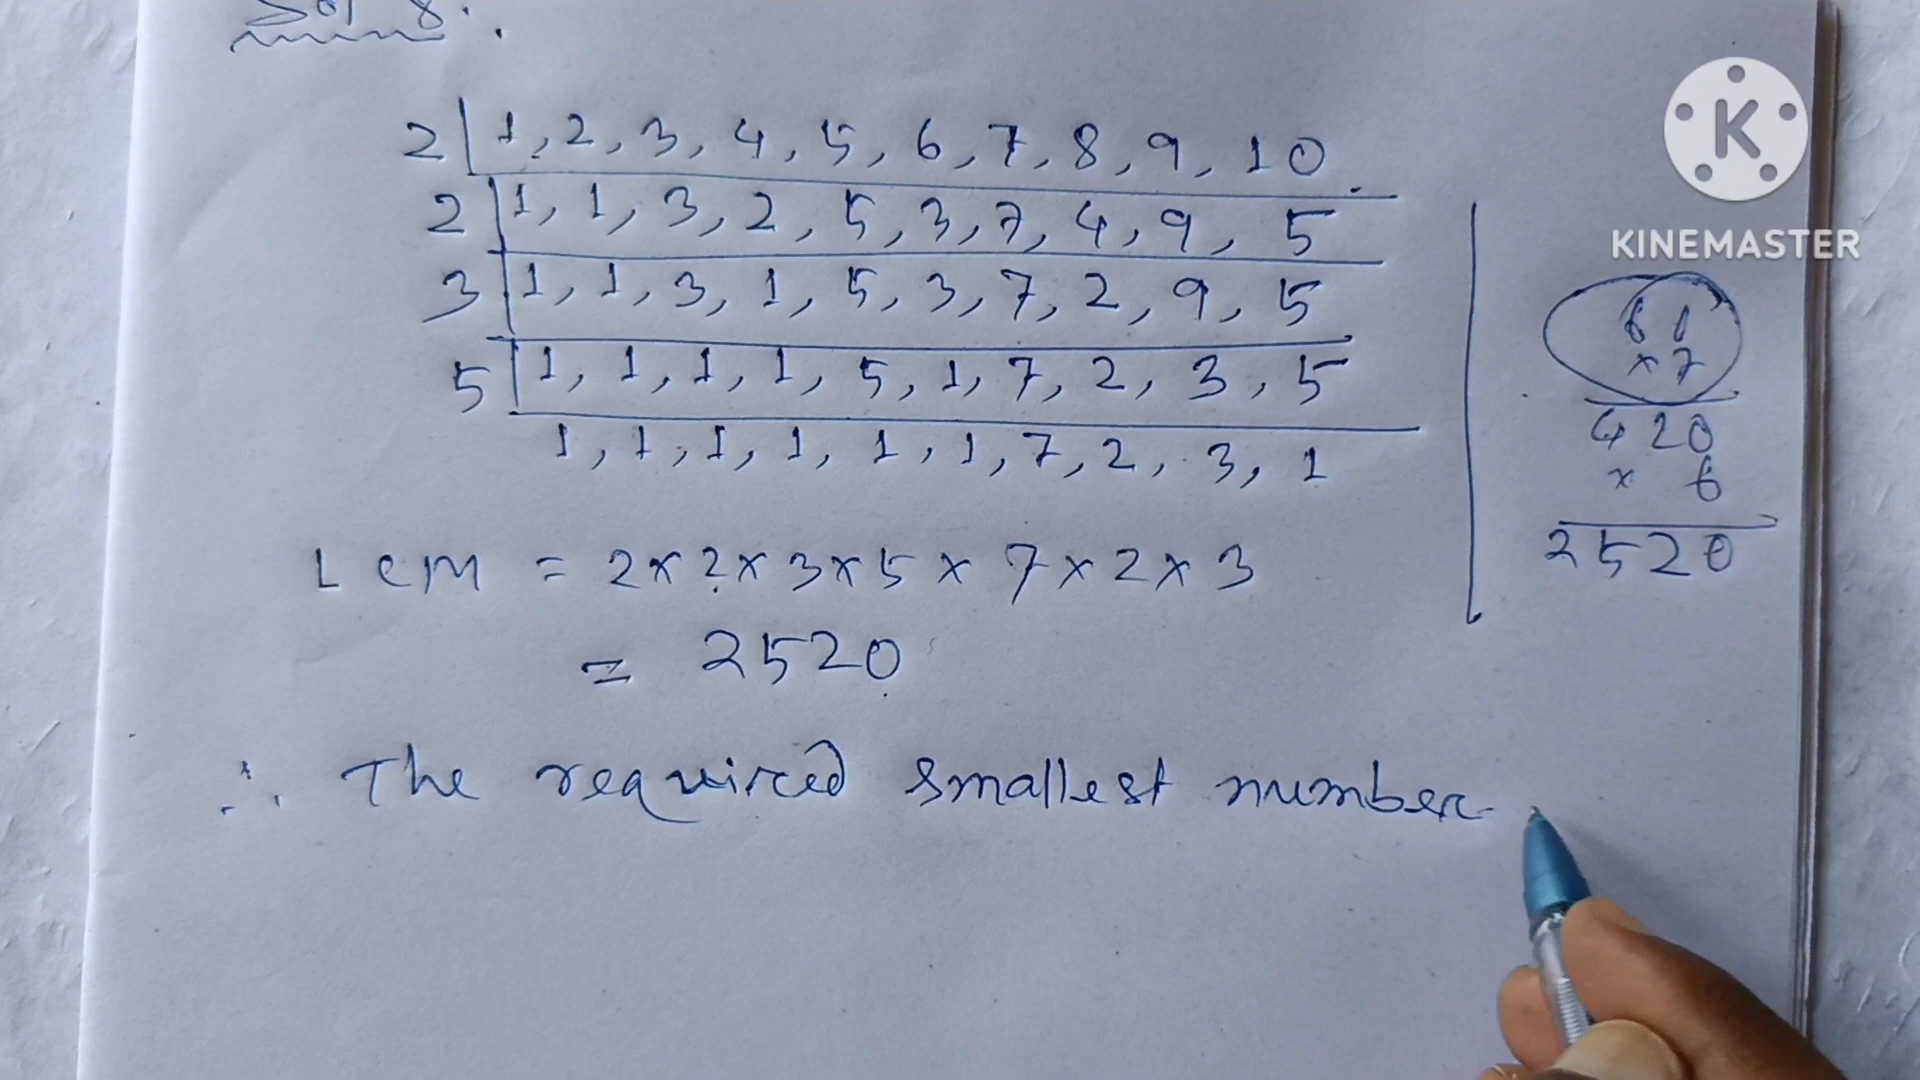 Sol 8:
2 | 1, 2, 3, 4, 5, 6, 7, 8, 9, 10
2 | 1, 1, 3, 2, 5, 3, 7, 4, 9, 5
3 | 1, 1, 3, 1, 5, 3, 7, 2, 9, 5
5 | 1, 1, 1, 1, 5, 1, 7, 2, 3, 5
1, 1, 1, 1, 1, 1, 7, 2, 3, 1
LCM = 2×2×3×5×7×2×3
= 2520
∴ The required smallest number
K
KINEMASTER
60
×7
420
× 6
2520